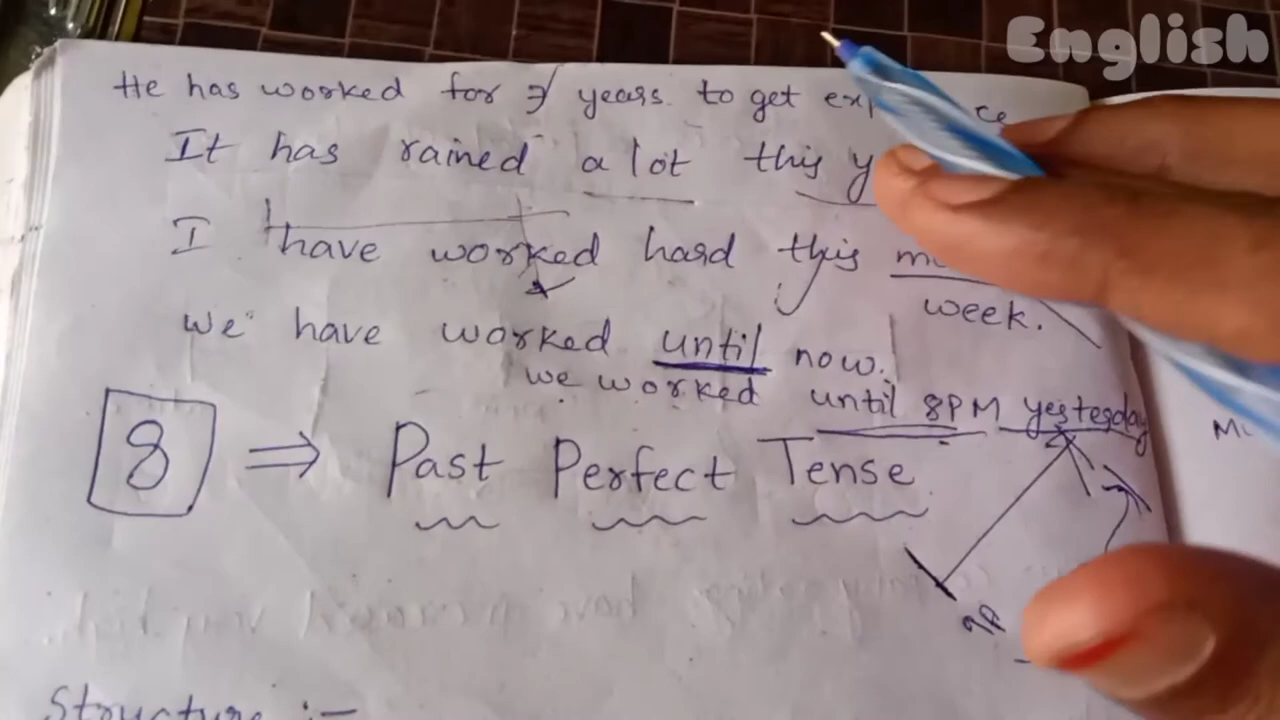 English
He has worked for 7 years to get
It has rained a lot this
I have worked hard this
week.
We have worked until now.
we worked until 8PM yesterday
8 ⇒ Past Perfect Tense
Structure :-